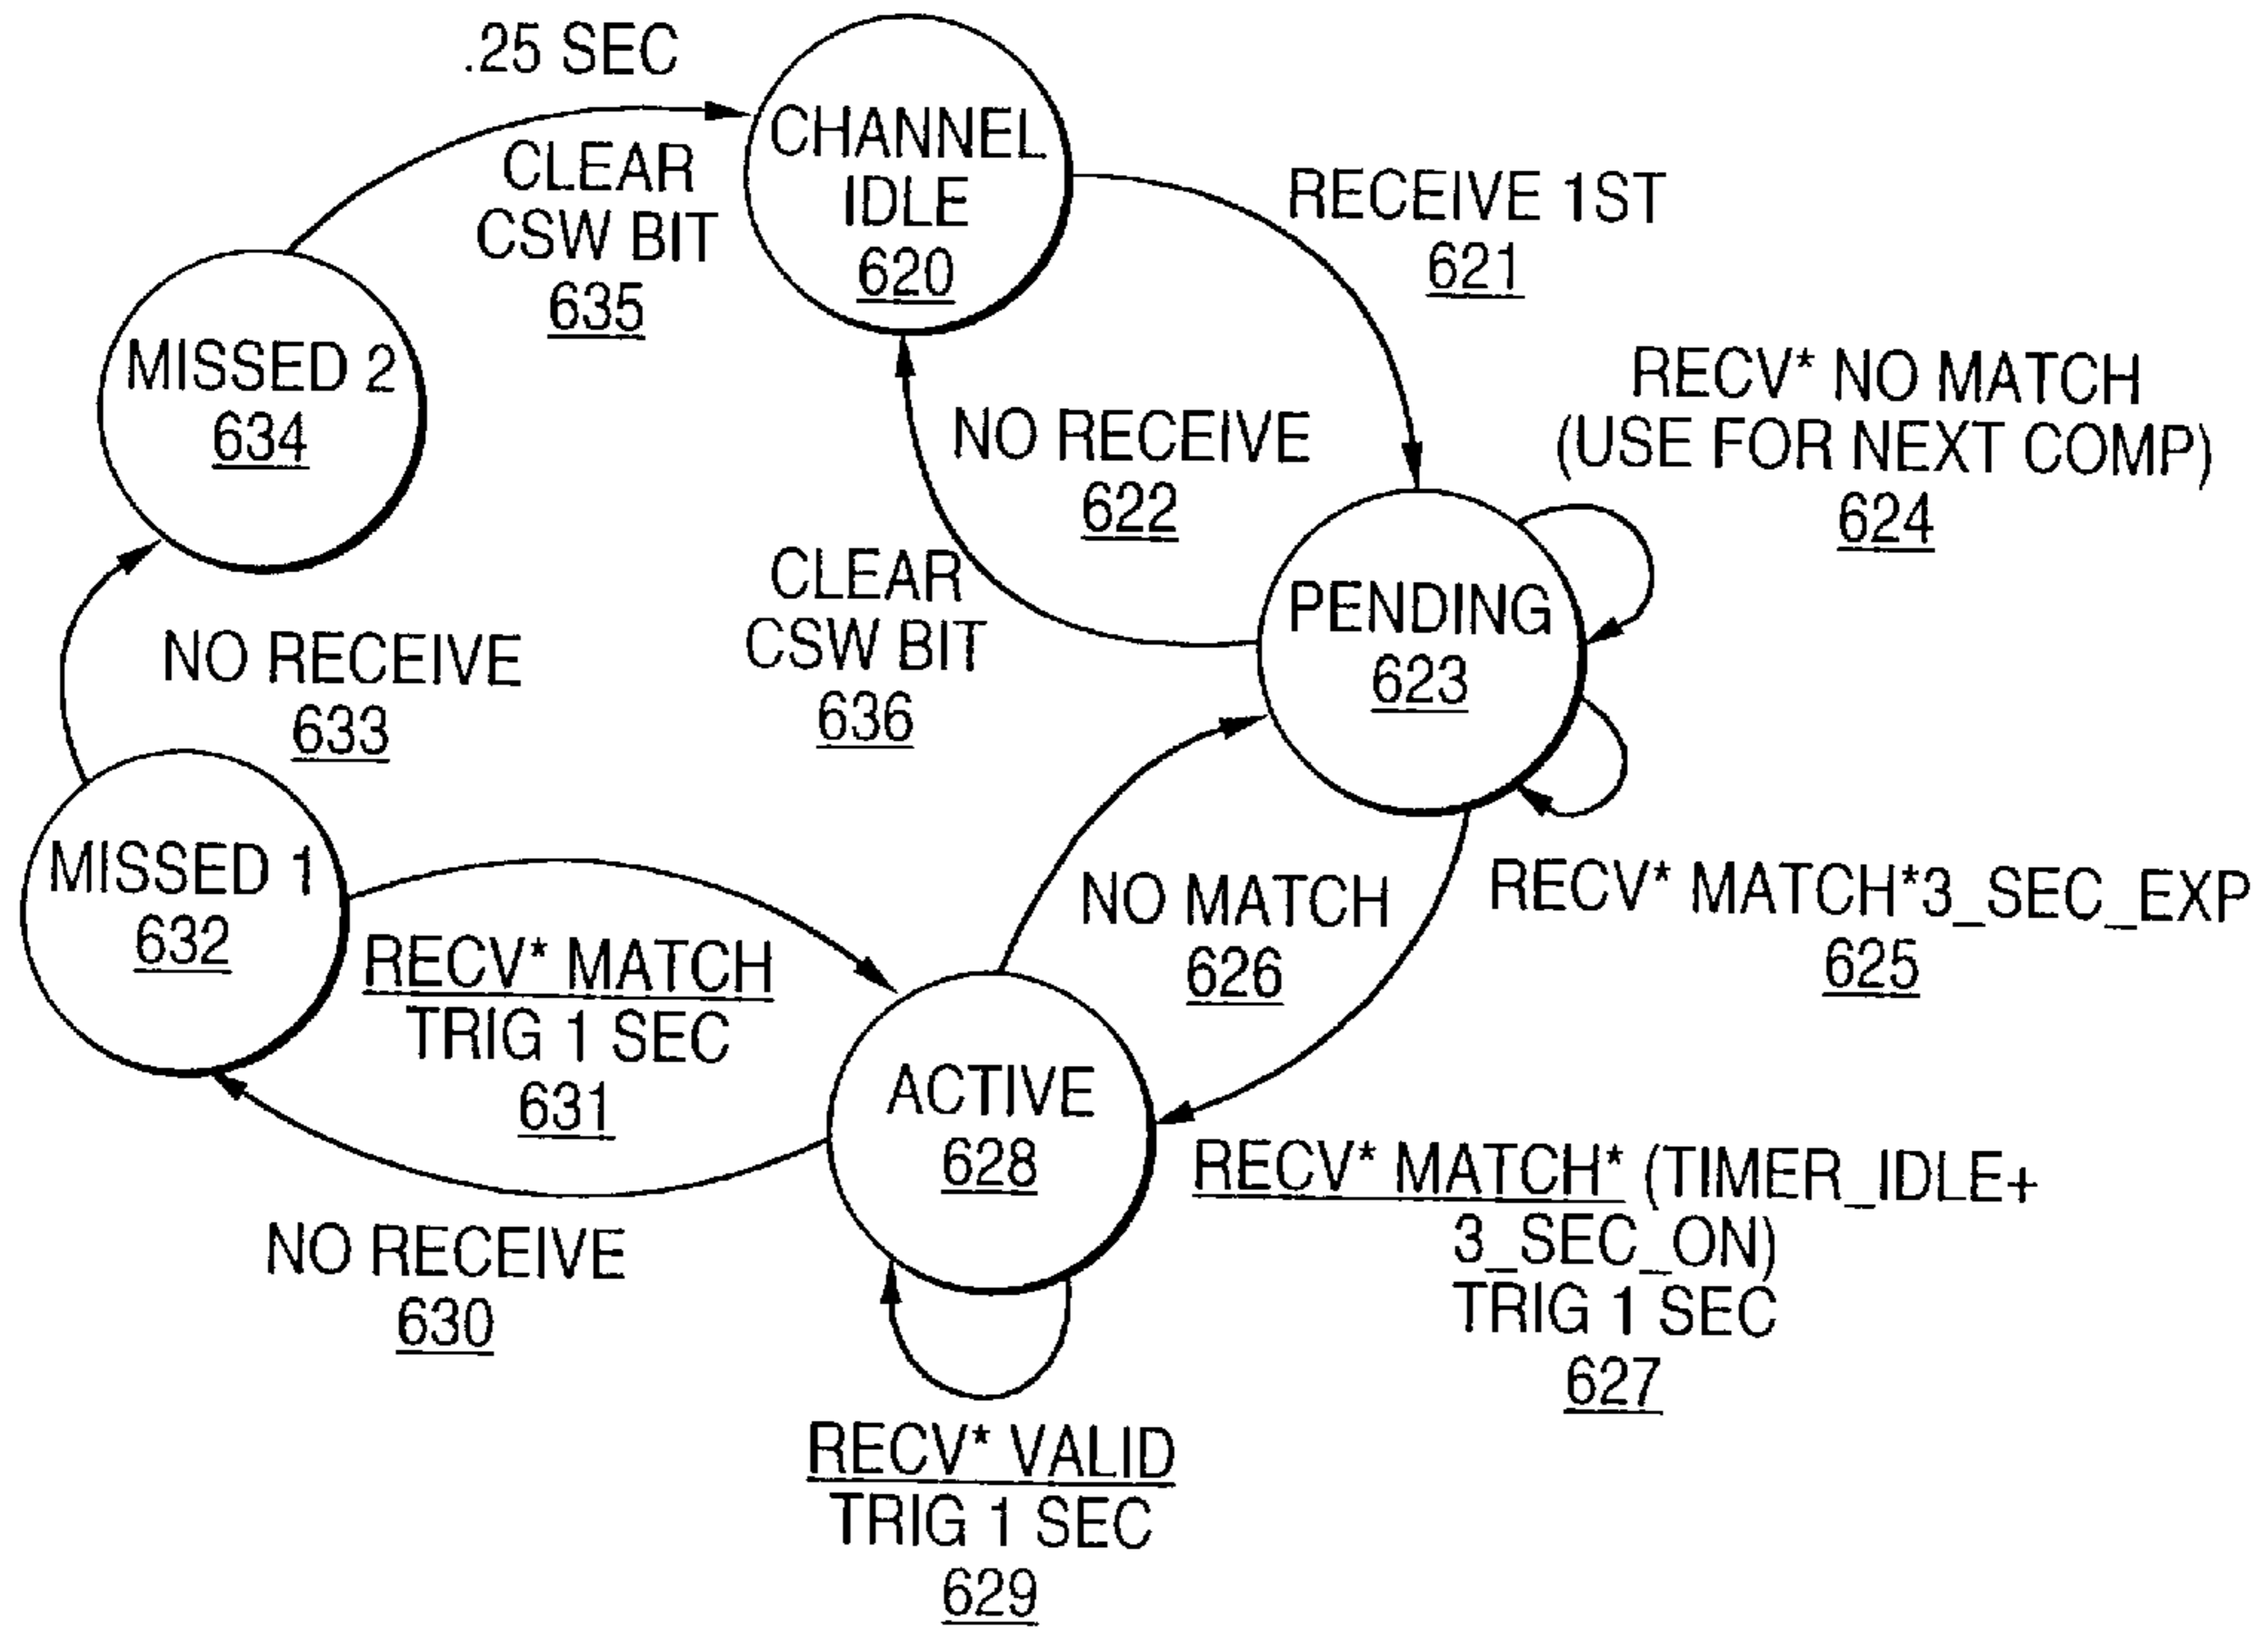 .25 SEC
CLEAR
CSW BIT
635
CHANNEL
IDLE
620
RECEIVE 1ST
621
MISSED 2
634
NO RECEIVE
622
RECV* NO MATCH
(USE FOR NEXT COMP)
624
CLEAR
CSW BIT
636
PENDING
623
NO RECEIVE
633
MISSED 1
632
RECV* MATCH
TRIG 1 SEC
631
NO MATCH
626
RECV* MATCH*3_SEC_EXP
625
ACTIVE
628
NO RECEIVE
630
RECV* MATCH* (TIMER_IDLE+
3_SEC_ON)
TRIG 1 SEC
627
RECV* VALID
TRIG 1 SEC
629